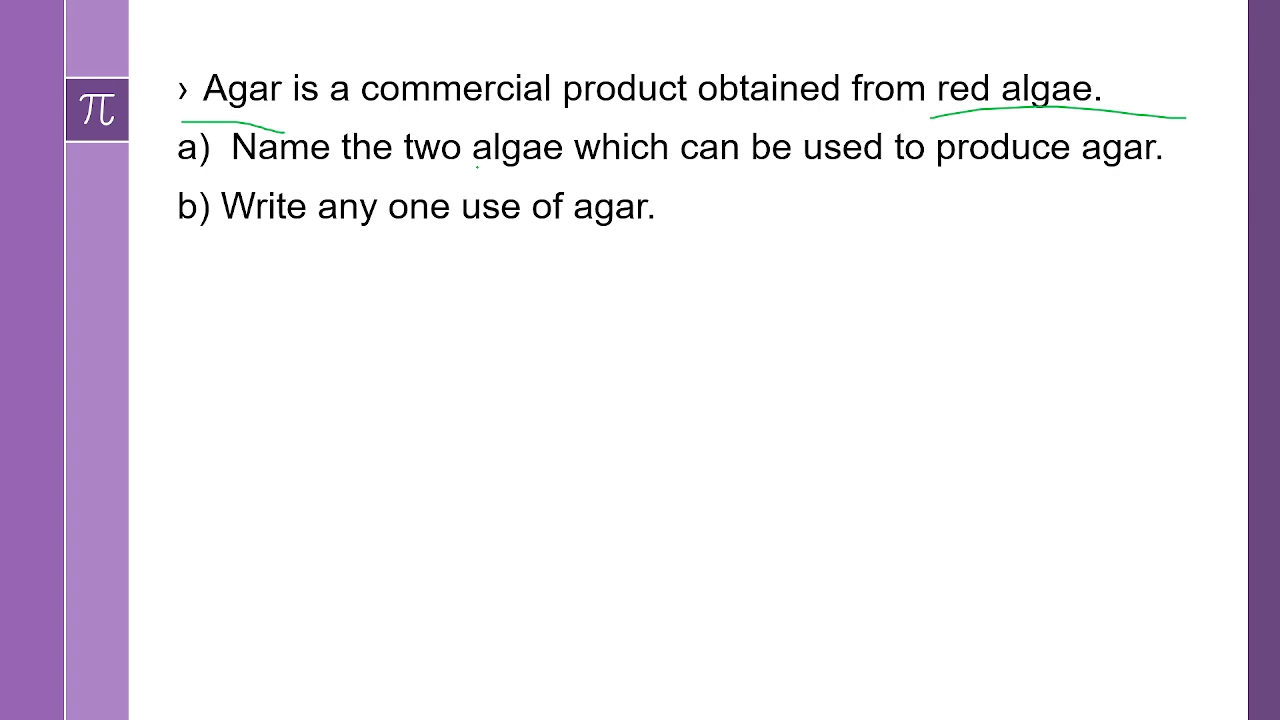 π
› Agar is a commercial product obtained from red algae.
a) Name the two algae which can be used to produce agar.
b) Write any one use of agar.